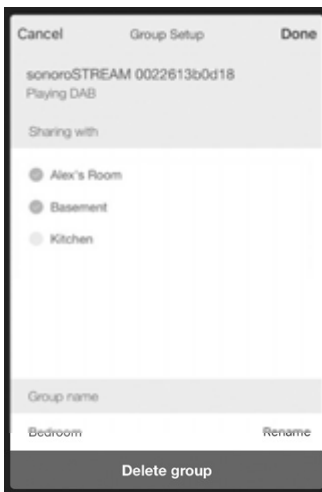 Cancel Group Setup Done
sonoroSTREAM 0022613b0d18
Playing DAB
Sharing with
Alex's Room
Basement
Kitchen
Group name
Bedroom Rename
Delete group